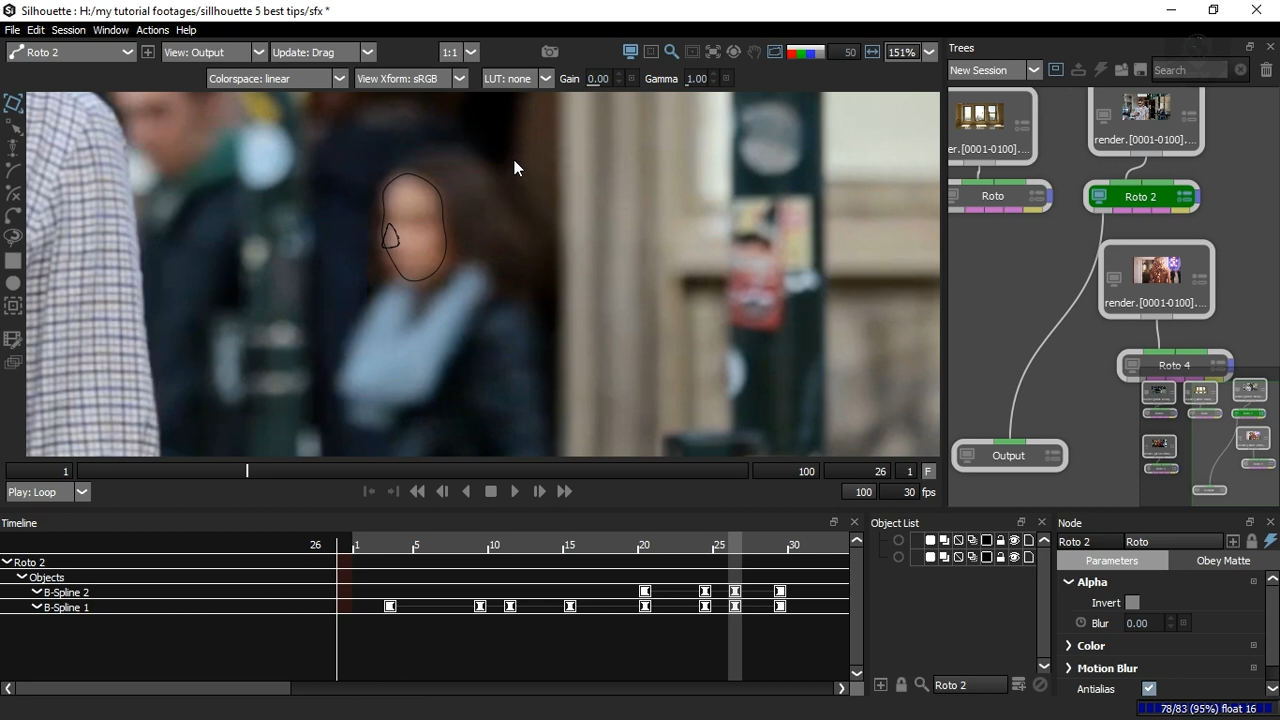 Silhouette : H:/my tutorial footages/sillhouette 5 best tips/sfx *
File Edit Session Window Actions Help
Roto 2 View: Output Update: Drag 1:1 50 151%
Colorspace: linear View Xform: sRGB LUT: none Gain 0.00 Gamma 1.00
Trees
New Session Search
er.[0001-0100].... render.[0001-0100]....
Roto Roto 2
render.[0001-0100]....
Roto 4
Output
1 100 26 1 F
Play: Loop 100 30 fps
Timeline
26 1 5 10 15 20 25 30
Roto 2
Objects
B-Spline 2
B-Spline 1
Object List
Roto 2
Node
Roto 2 Roto
Parameters Obey Matte
Alpha
Invert
Blur 0.00
Color
Motion Blur
Antialias
78/83 (95%) float 16